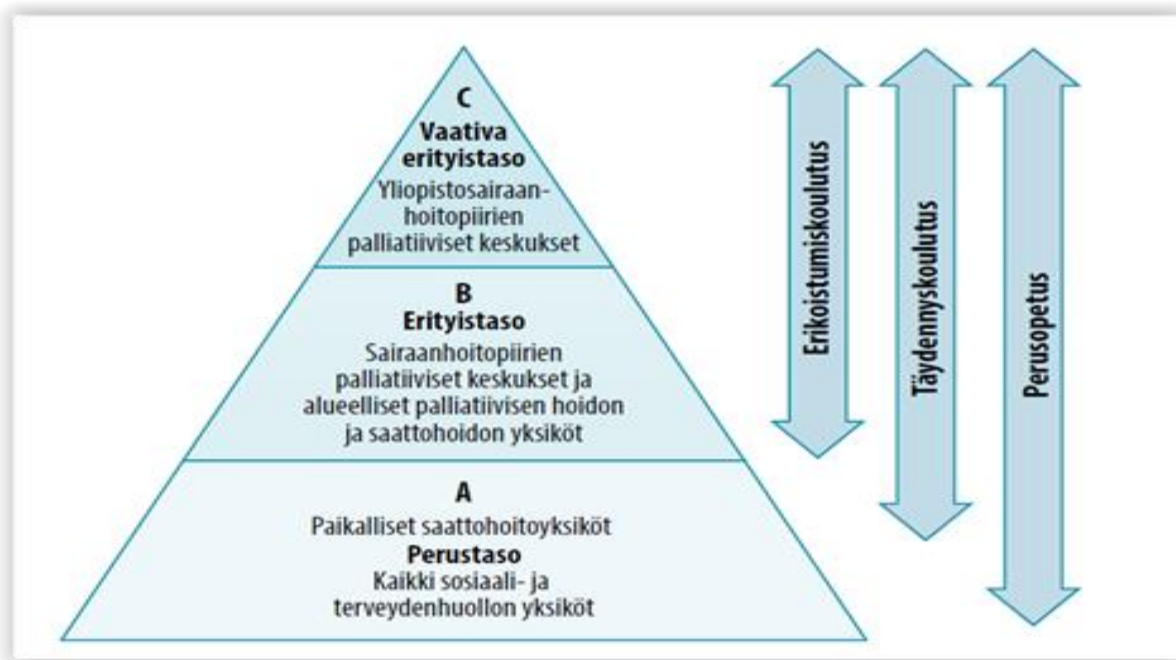 C
Vaativa
erityistaso
Yliopistosairaan-
hoitopiirien
palliatiiviset keskukset
B
Erityistaso
Sairaanhoitopiirien
palliatiiviset keskukset ja
alueelliset palliatiivisen hoidon
ja saattohoidon yksiköt
A
Paikalliset saattohoitoyksiköt
Perustaso
Kaikki sosiaali- ja
terveydenhuollon yksiköt
Erikoistumiskoulutus
Täydennyskoulutus
Perusopetus